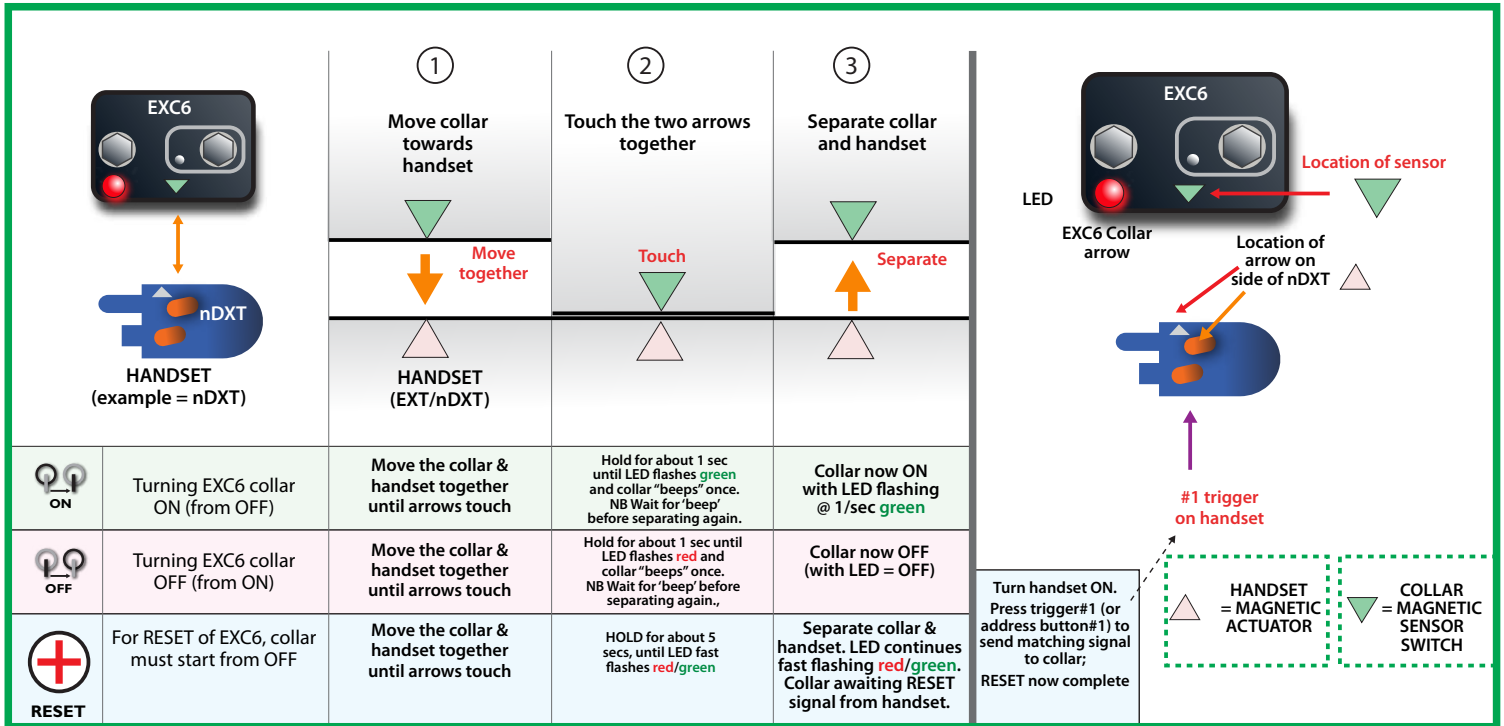 EXC6
nDXT
HANDSET
(example = nDXT)
1
Move collar
towards
handset
Move
together
HANDSET
(EXT/nDXT)
2
Touch the two arrows
together
Touch
3
Separate collar
and handset
Separate
ON
Turning EXC6 collar
ON (from OFF)
Move the collar &
handset together
until arrows touch
Hold for about 1 sec
until LED flashes green
and collar "beeps" once.
NB Wait for 'beep'
before separating again.
Collar now ON
with LED flashing
@ 1/sec green
OFF
Turning EXC6 collar
OFF (from ON)
Move the collar &
handset together
until arrows touch
Hold for about 1 sec until
LED flashes red and
collar "beeps" once.
NB Wait for 'beep' before
separating again.,
Collar now OFF
(with LED = OFF)
RESET
For RESET of EXC6, collar
must start from OFF
Move the collar &
handset together
until arrows touch
HOLD for about 5
secs, until LED fast
flashes red/green
Separate collar &
handset. LED continues
fast flashing red/green.
Collar awaiting RESET
signal from handset.
EXC6
Location of sensor
LED
EXC6 Collar
arrow
Location of
arrow on
side of nDXT
#1 trigger
on handset
Turn handset ON.
Press trigger#1 (or
address button#1) to
send matching signal
to collar;
RESET now complete
HANDSET
= MAGNETIC
ACTUATOR
COLLAR
= MAGNETIC
SENSOR
SWITCH